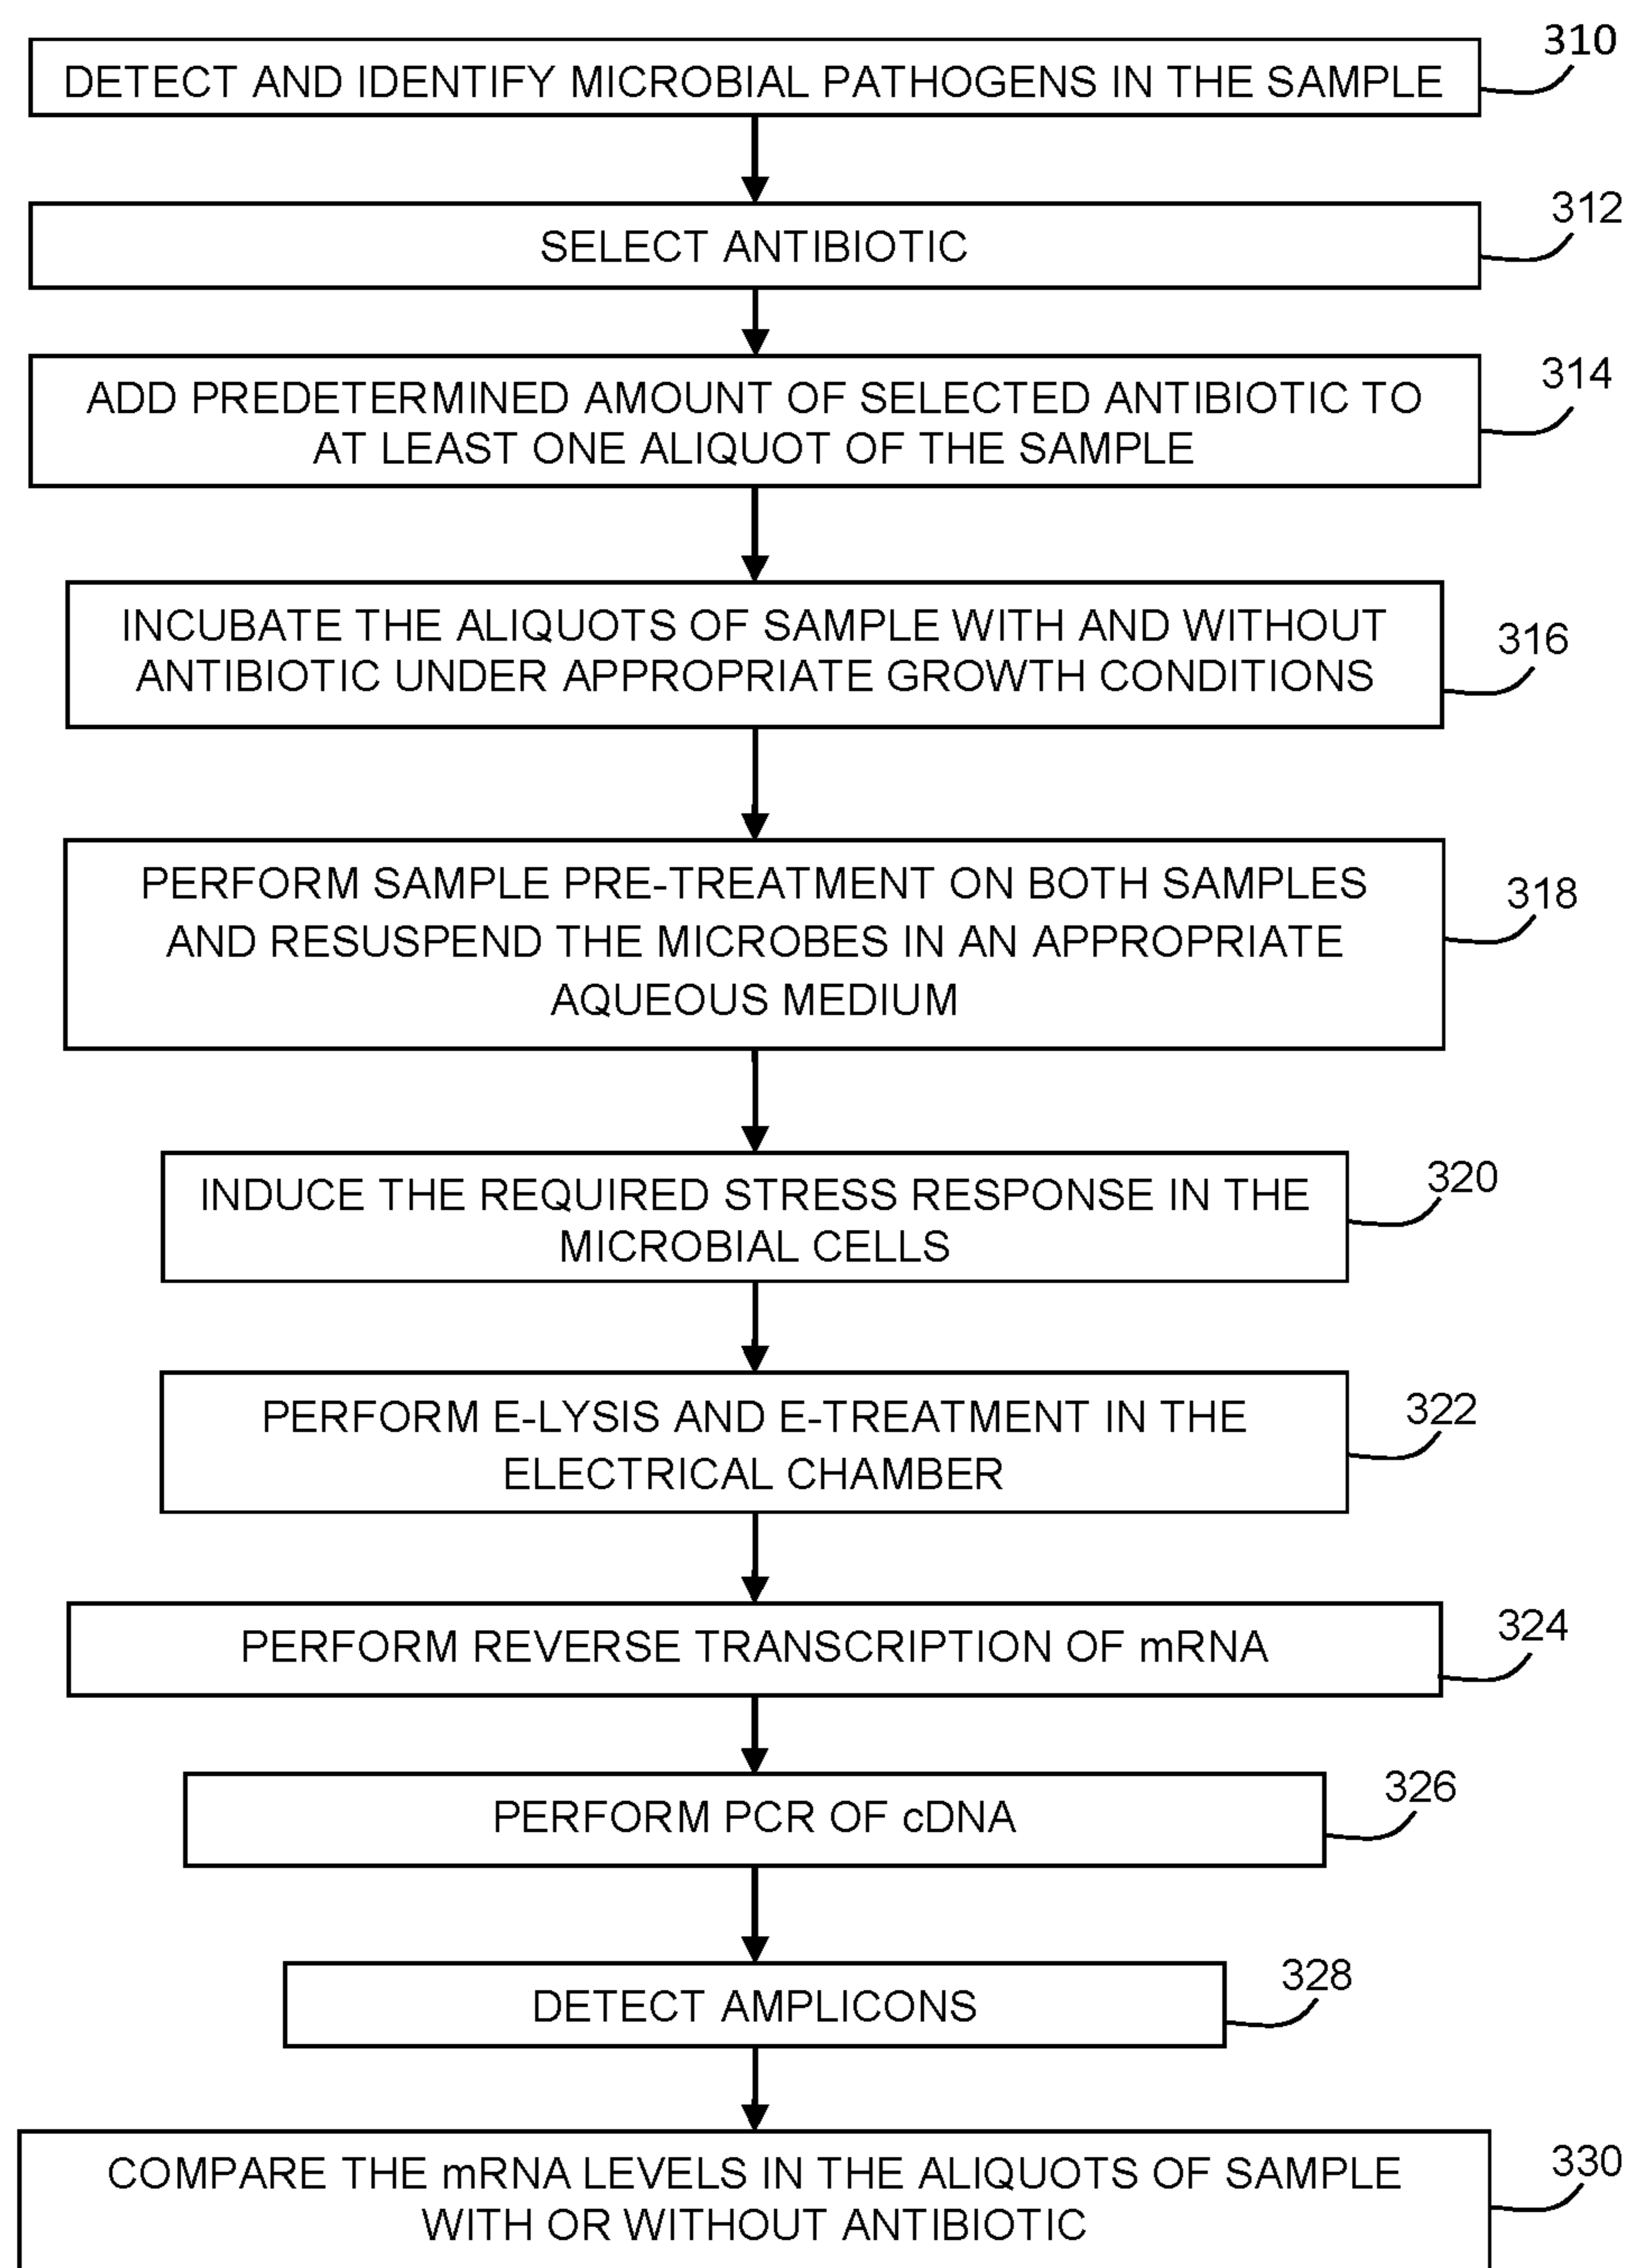 310
DETECT AND IDENTIFY MICROBIAL PATHOGENS IN THE SAMPLE
312
SELECT ANTIBIOTIC
314
ADD PREDETERMINED AMOUNT OF SELECTED ANTIBIOTIC TO
AT LEAST ONE ALIQUOT OF THE SAMPLE
316
INCUBATE THE ALIQUOTS OF SAMPLE WITH AND WITHOUT
ANTIBIOTIC UNDER APPROPRIATE GROWTH CONDITIONS
318
PERFORM SAMPLE PRE-TREATMENT ON BOTH SAMPLES
AND RESUSPEND THE MICROBES IN AN APPROPRIATE
AQUEOUS MEDIUM
320
INDUCE THE REQUIRED STRESS RESPONSE IN THE
MICROBIAL CELLS
322
PERFORM E-LYSIS AND E-TREATMENT IN THE
ELECTRICAL CHAMBER
324
PERFORM REVERSE TRANSCRIPTION OF mRNA
326
PERFORM PCR OF cDNA
328
DETECT AMPLICONS
330
COMPARE THE mRNA LEVELS IN THE ALIQUOTS OF SAMPLE
WITH OR WITHOUT ANTIBIOTIC